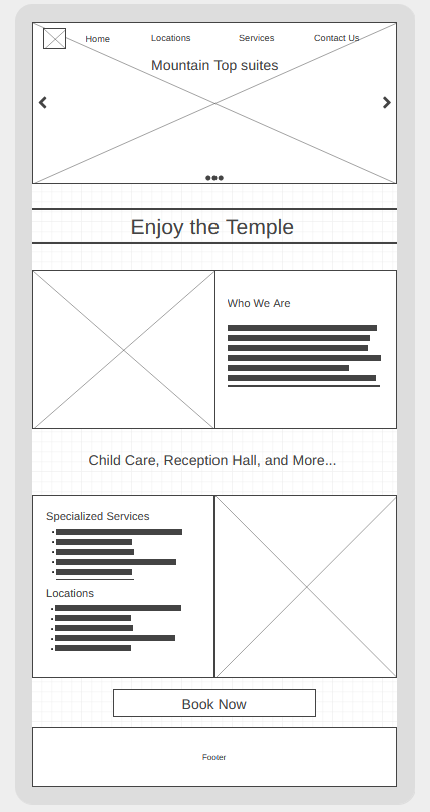 Home Locations Services Contact Us
Mountain Top suites
Enjoy the Temple
Who We Are
Child Care, Reception Hall, and More...
Specialized Services
Locations
Book Now
Footer